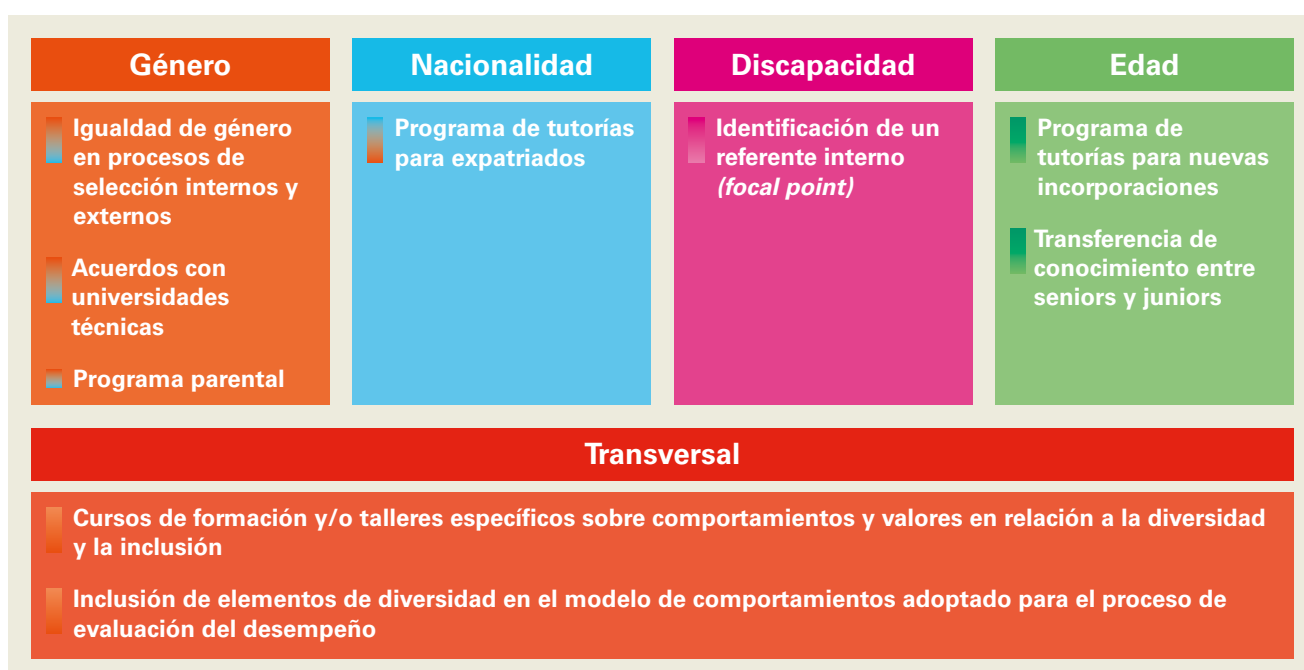 Género
Igualdad de género
en procesos de
selección internos y
externos
Acuerdos con
universidades
técnicas
Programa parental
Nacionalidad
Programa de tutorías
para expatriados
Discapacidad
Identificación de un
referente interno
(focal point)
Edad
Programa de
tutorías para nuevas
incorporaciones
Transferencia de
conocimiento entre
seniors y juniors
Transversal
Cursos de formación y/o talleres específicos sobre comportamientos y valores en relación a la diversidad
y la inclusión
Inclusión de elementos de diversidad en el modelo de comportamientos adoptado para el proceso de
evaluación del desempeño